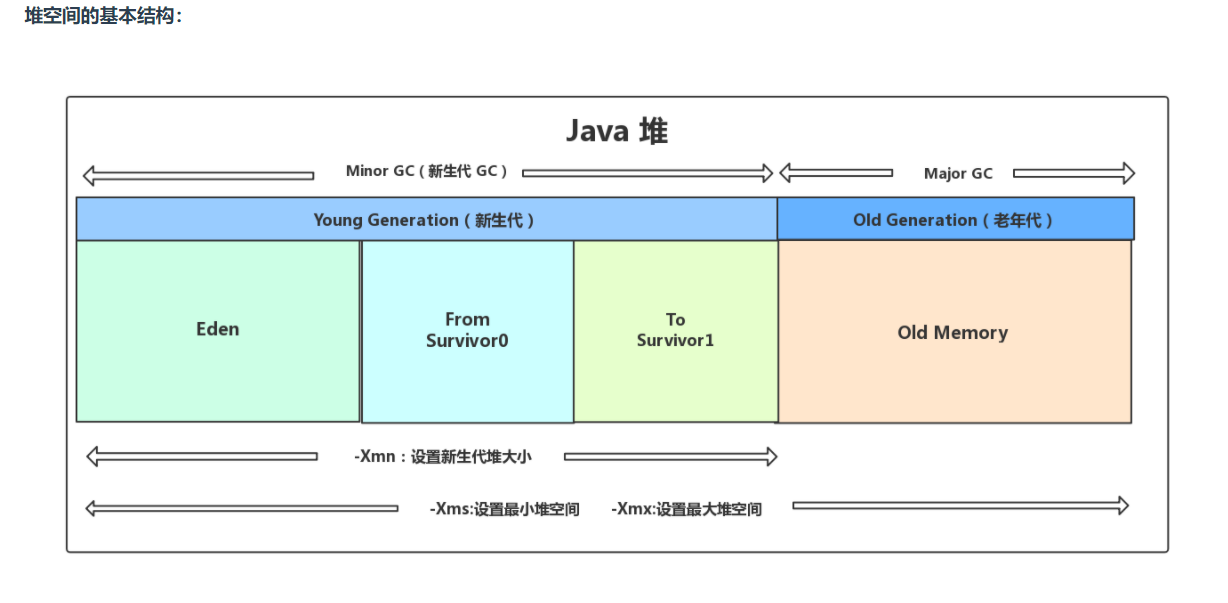 堆空间的基本结构：
Java 堆
Minor GC（新生代 GC）
Major GC
Young Generation（新生代）
Old Generation（老年代）
Eden
From
Survivor0
To
Survivor1
Old Memory
-Xmn：设置新生代堆大小
-Xms:设置最小堆空间
-Xmx:设置最大堆空间